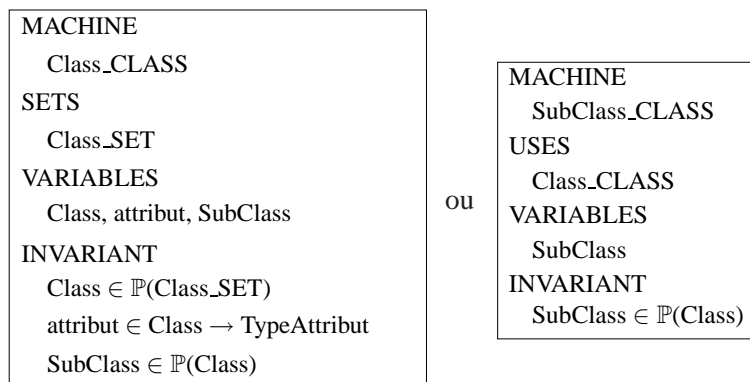 MACHINE
Class_CLASS
SETS
Class_SET
VARIABLES
Class, attribut, SubClass
INVARIANT
Class ∈ ℙ(Class_SET)
attribut ∈ Class → TypeAttribut
SubClass ∈ ℙ(Class)
ou
MACHINE
SubClass_CLASS
USES
Class_CLASS
VARIABLES
SubClass
INVARIANT
SubClass ∈ ℙ(Class)